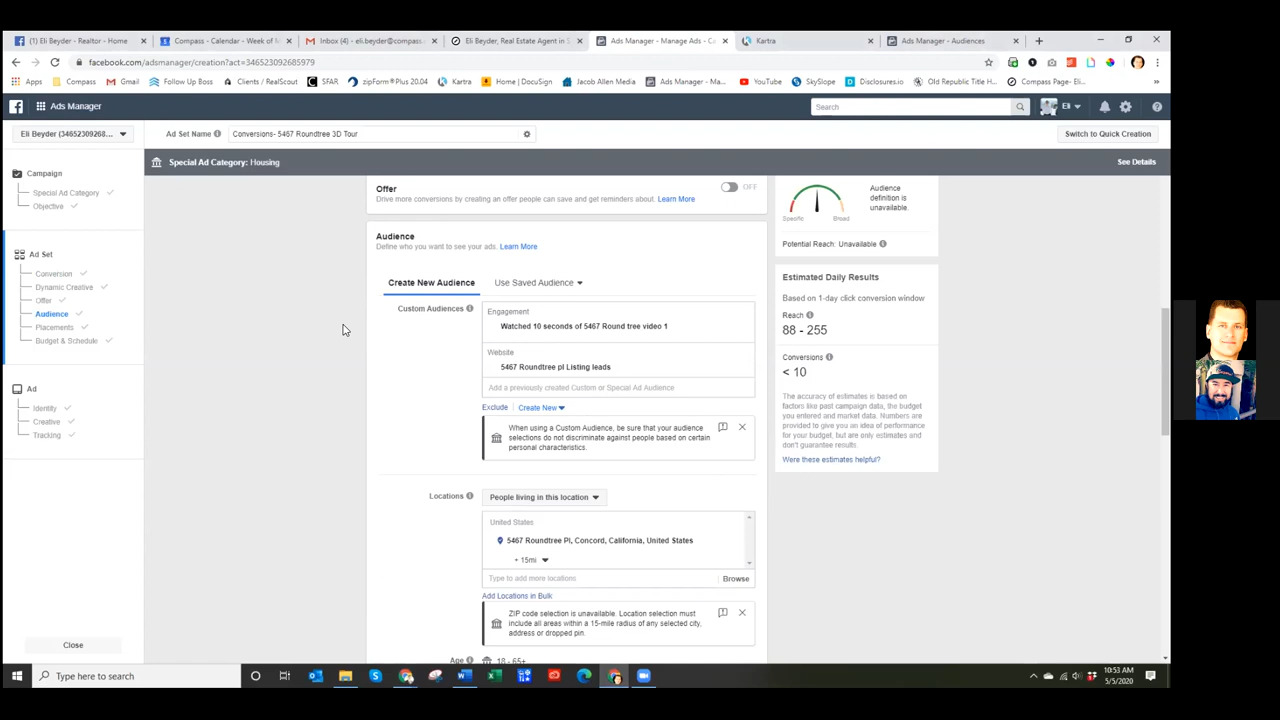 (1) Eli Beyder - Realtor - Home
Compass - Calendar - Week of M
Inbox (4) - eli.beyder@compass.
Eli Beyder, Real Estate Agent in S
Ads Manager - Manage Ads - Ca
Kartra
Ads Manager - Audiences
facebook.com/adsmanager/creation?act=346523092685979
Apps
Compass
Gmail
Follow Up Boss
Clients / RealScout
SFAR
zipForm®Plus 20.04
Kartra
Home | DocuSign
Jacob Allen Media
Ads Manager - Ma...
YouTube
SkySlope
Disclosures.io
Old Republic Title H...
Compass Page- Eli...
Ads Manager
Search
Eli
Eli Beyder (34652309268...
Ad Set Name
Conversions- 5467 Roundtree 3D Tour
Switch to Quick Creation
Special Ad Category: Housing
See Details
Campaign
Special Ad Category
Objective
Ad Set
Conversion
Dynamic Creative
Offer
Audience
Placements
Budget & Schedule
Ad
Identity
Creative
Tracking
Close
Offer
OFF
Drive more conversions by creating an offer people can save and get reminders about. Learn More
Audience
Define who you want to see your ads. Learn More
Create New Audience
Use Saved Audience
Custom Audiences
Engagement
Watched 10 seconds of 5467 Round tree video 1
Website
5467 Roundtree pl Listing leads
Add a previously created Custom or Special Ad Audience
Exclude | Create New
When using a Custom Audience, be sure that your audience
selections do not discriminate against people based on certain
personal characteristics.
Locations
People living in this location
United States
5467 Roundtree Pl, Concord, California, United States
+ 15mi
Type to add more locations
Browse
Add Locations in Bulk
ZIP code selection is unavailable. Location selection must
include all areas within a 15-mile radius of any selected city,
address or dropped pin.
Age
18 - 65+
Specific
Broad
Audience
definition is
unavailable.
Potential Reach: Unavailable
Estimated Daily Results
Based on 1-day click conversion window
Reach
88 - 255
Conversions
< 10
The accuracy of estimates is based on
factors like past campaign data, the budget
you entered and market data. Numbers are
provided to give you an idea of performance
for your budget, but are only estimates and
don't guarantee results.
Were these estimates helpful?
Type here to search
10:53 AM
5/5/2020